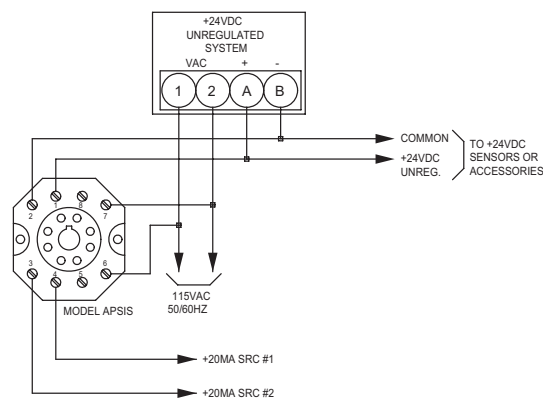 +24VDC
UNREGULATED
SYSTEM
VAC + -
1 2 A B
COMMON
+24VDC
UNREG.
TO +24VDC
SENSORS OR
ACCESSORIES
1 8
2 7
3 6
4 5
MODEL APSIS
115VAC
50/60HZ
+20MA SRC #1
+20MA SRC #2